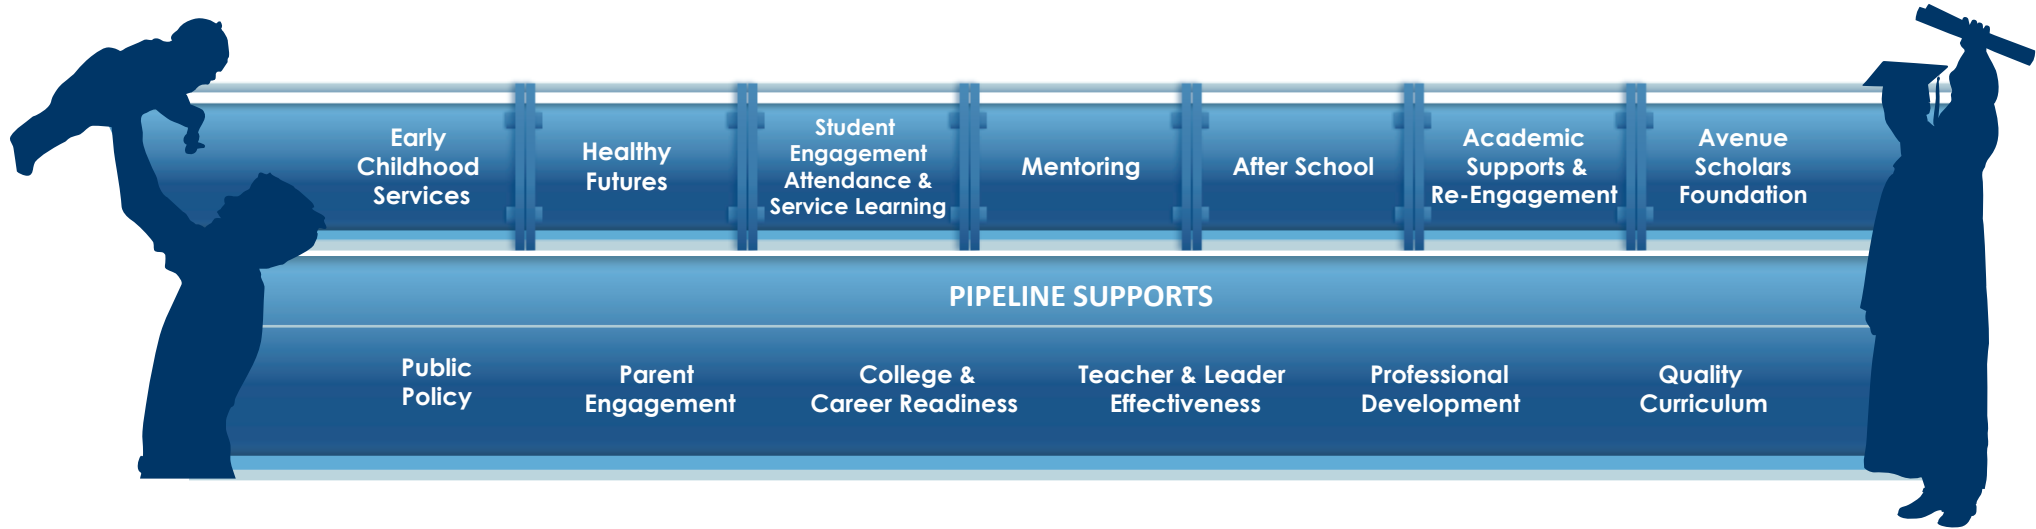 Early
Childhood
Services
Healthy
Futures
Student
Engagement
Attendance &
Service Learning
Mentoring
After School
Academic
Supports &
Re-Engagement
Avenue
Scholars
Foundation
PIPELINE SUPPORTS
Public
Policy
Parent
Engagement
College &
Career Readiness
Teacher & Leader
Effectiveness
Professional
Development
Quality
Curriculum